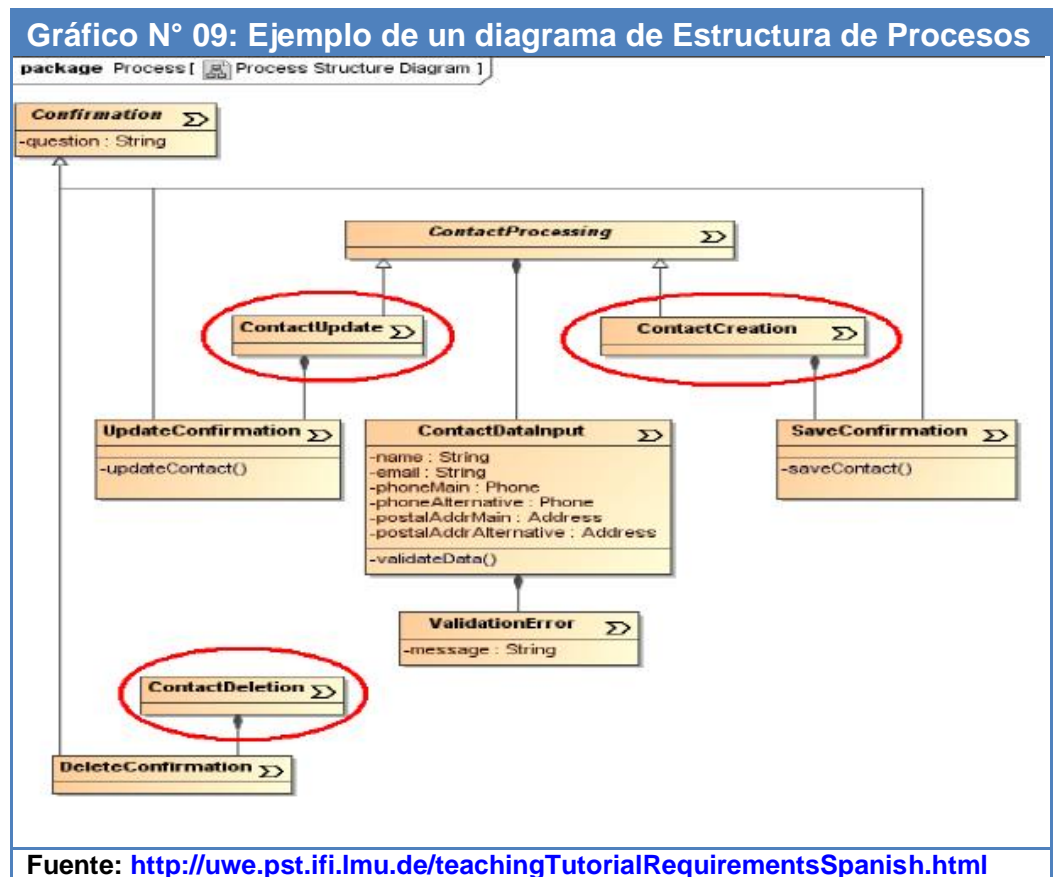 Gráfico N° 09: Ejemplo de un diagrama de Estructura de Procesos
package Process [ Process Structure Diagram ]
Confirmation
-question : String
ContactProcessing
ContactUpdate
ContactCreation
UpdateConfirmation
-updateContact()
ContactDataInput
-name : String
-email : String
-phoneMain : Phone
-phoneAlternative : Phone
-postalAddrMain : Address
-postalAddrAlternative : Address
-validateData()
SaveConfirmation
-saveContact()
ValidationError
-message : String
ContactDeletion
DeleteConfirmation
Fuente: http://uwe.pst.ifi.lmu.de/teachingTutorialRequirementsSpanish.html